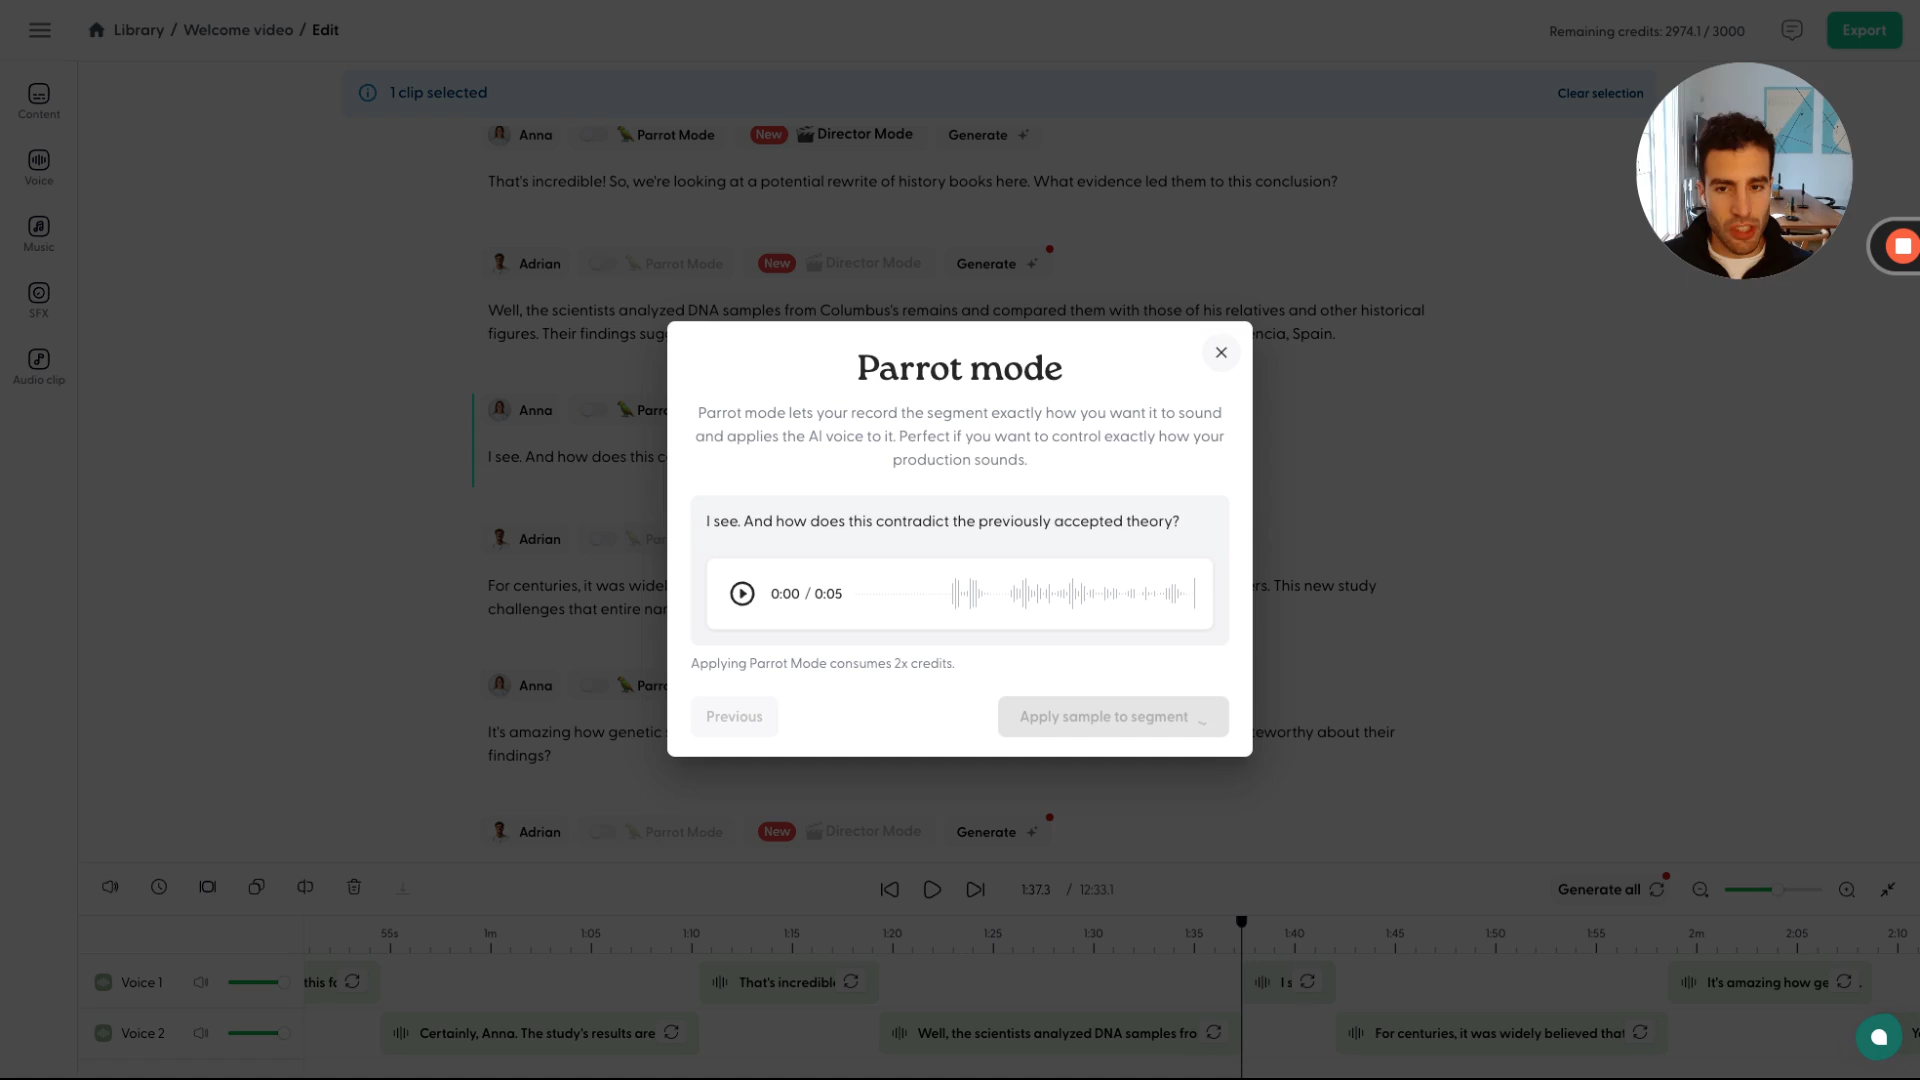 Library / Welcome video / Edit
Remaining credits: 2974.1 / 3000
Export
Content
Voice
Music
SFX
Audio clip
1 clip selected
Clear selection
Anna
Parrot Mode
New
Director Mode
Generate
That's incredible! So, we're looking at a potential rewrite of history books here. What evidence led them to this conclusion?
Adrian
Parrot Mode
New
Director Mode
Generate
Well, the scientists analyzed DNA samples from Columbus's remains and compared them with those of his relatives and other historical
figures. Their findings sug
encia, Spain.
Anna
Parro
I see. And how does this c
Adrian
Par
For centuries, it was widel
ers. This new study
challenges that entire nar
Anna
Parro
It's amazing how genetic s
teworthy about their
findings?
Adrian
Parrot Mode
New
Director Mode
Generate
Parrot mode
Parrot mode lets your record the segment exactly how you want it to sound
and applies the AI voice to it. Perfect if you want to control exactly how your
production sounds.
I see. And how does this contradict the previously accepted theory?
0:00 / 0:05
Applying Parrot Mode consumes 2x credits.
Previous
Apply sample to segment
1:37.3 / 12:33.1
Generate all
55s 1m 1:05 1:10 1:15 1:20 1:25 1:30 1:35 1:40 1:45 1:50 1:55 2m 2:05 2:10
Voice 1
this fo
That's incredibl
I s
It's amazing how ge
Voice 2
Certainly, Anna. The study's results are
Well, the scientists analyzed DNA samples fro
For centuries, it was widely believed that